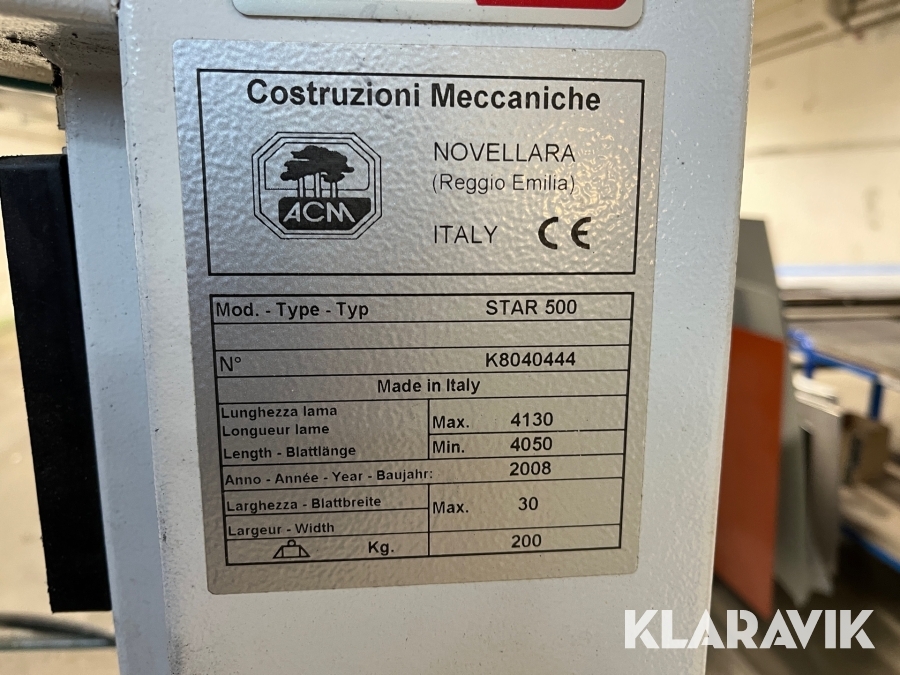 Costruzioni Meccaniche
ACM
NOVELLARA
(Reggio Emilia)
ITALY CE
Mod. - Type - Typ STAR 500
N° K8040444
Made in Italy
Lunghezza lama
Longueur lame
Length - Blattlänge
Max. 4130
Min. 4050
Anno - Année - Year - Baujahr: 2008
Larghezza - Blattbreite
Largeur - Width
Max. 30
Kg. 200
KLARAVIK